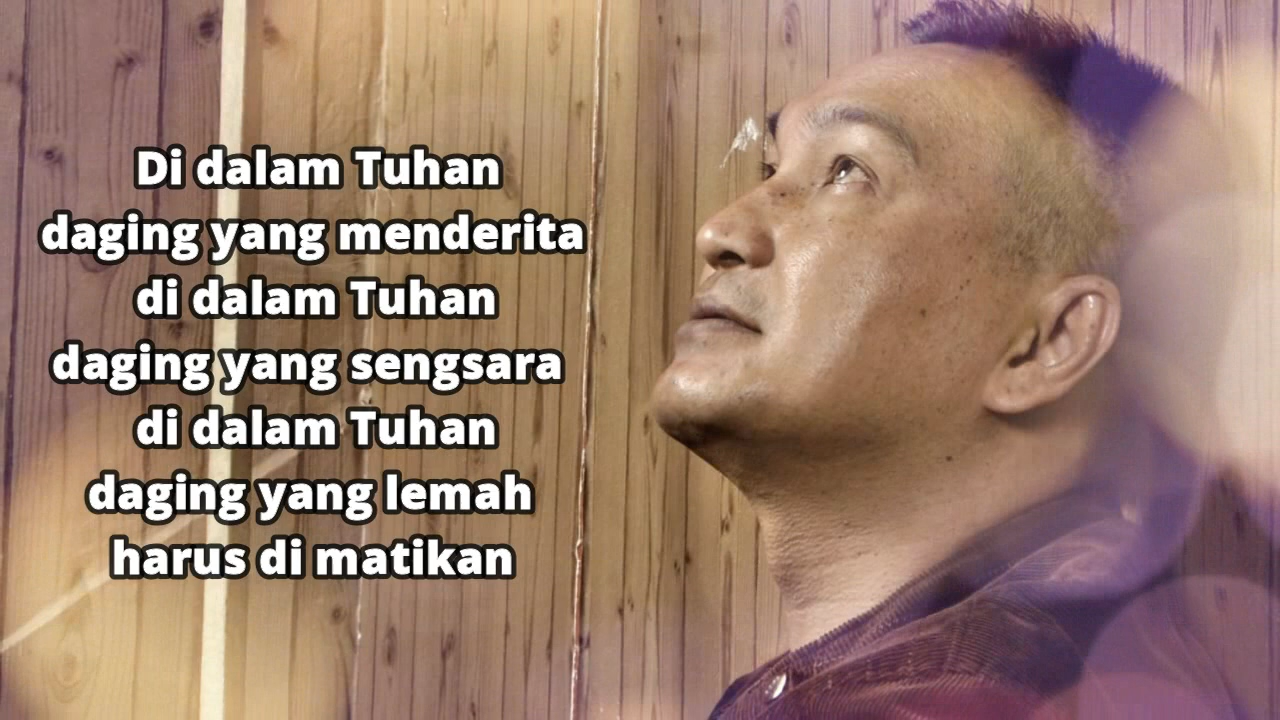 Di dalam Tuhan
daging yang menderita
di dalam Tuhan
daging yang sengsara
di dalam Tuhan
daging yang lemah
harus di matikan